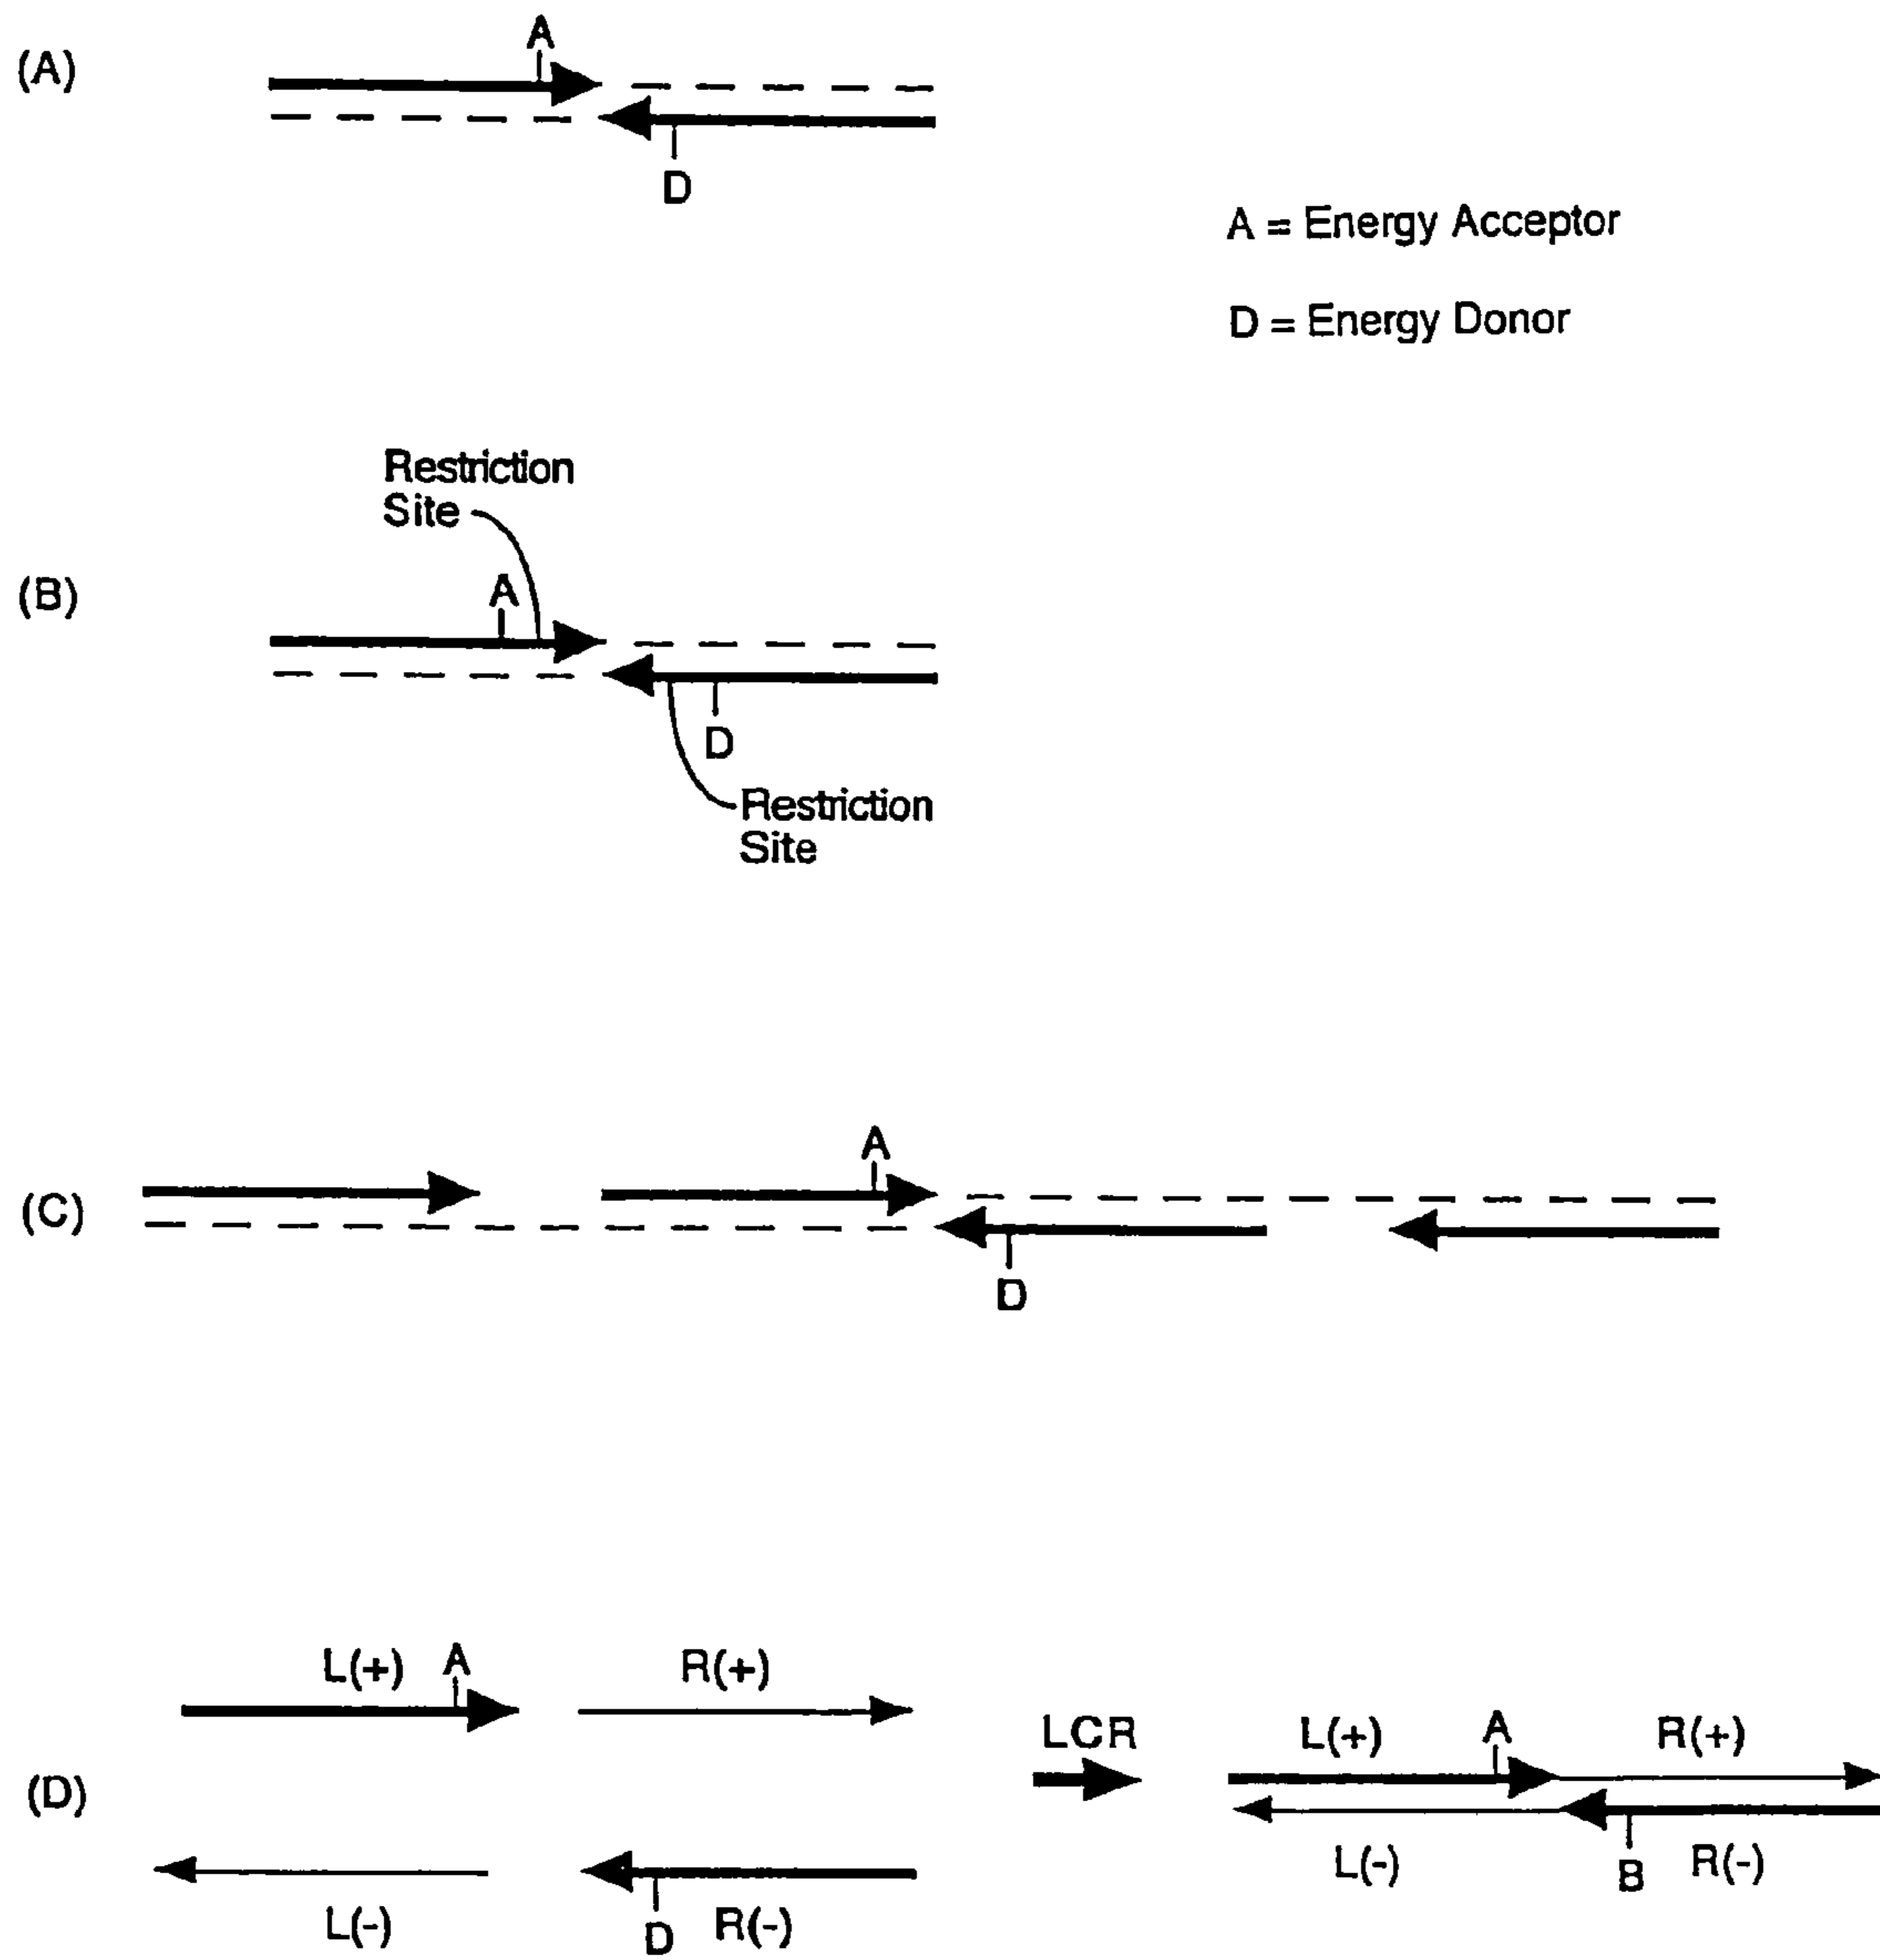 (A)
A
D
A = Energy Acceptor
D = Energy Donor
(B)
Restriction
Site
A
D
Restriction
Site
(C)
A
D
(D)
L(+)
A
R(+)
L(-)
D
R(-)
LCR
L(+)
A
R(+)
L(-)
B
R(-)